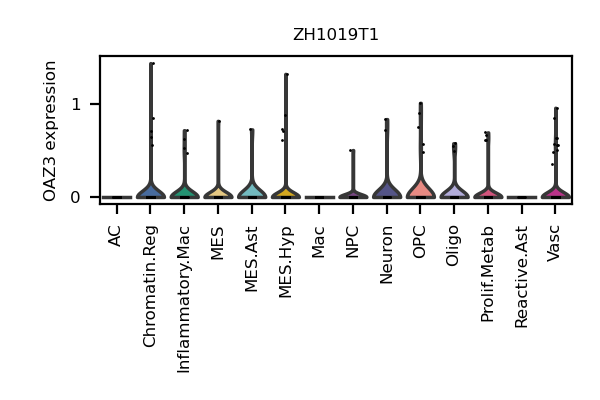 ZH1019T1
OAZ3 expression
1
0
AC
Chromatin.Reg
Inflammatory.Mac
MES
MES.Ast
MES.Hyp
Mac
NPC
Neuron
OPC
Oligo
Prolif.Metab
Reactive.Ast
Vasc